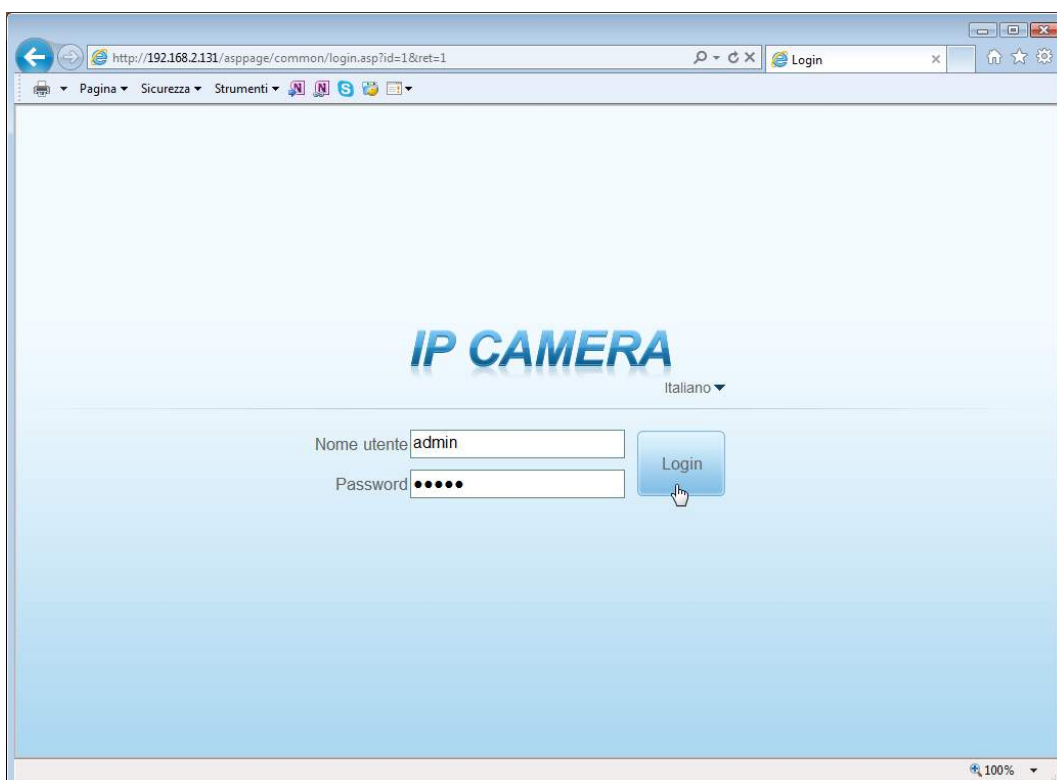 http://192.168.2.131/asppage/common/login.asp?id=1&ret=1 Login
Pagina Sicurezza Strumenti
IP CAMERA
Italiano
Nome utente admin
Login
Password •••••
100%